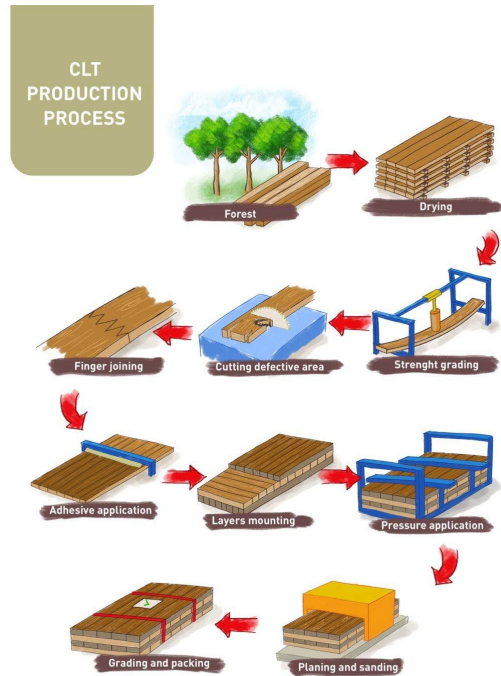 CLT
PRODUCTION
PROCESS
Forest
Drying
Strenght grading
Cutting defective area
Finger joining
Adhesive application
Layers mounting
Pressure application
Planing and sanding
Grading and packing